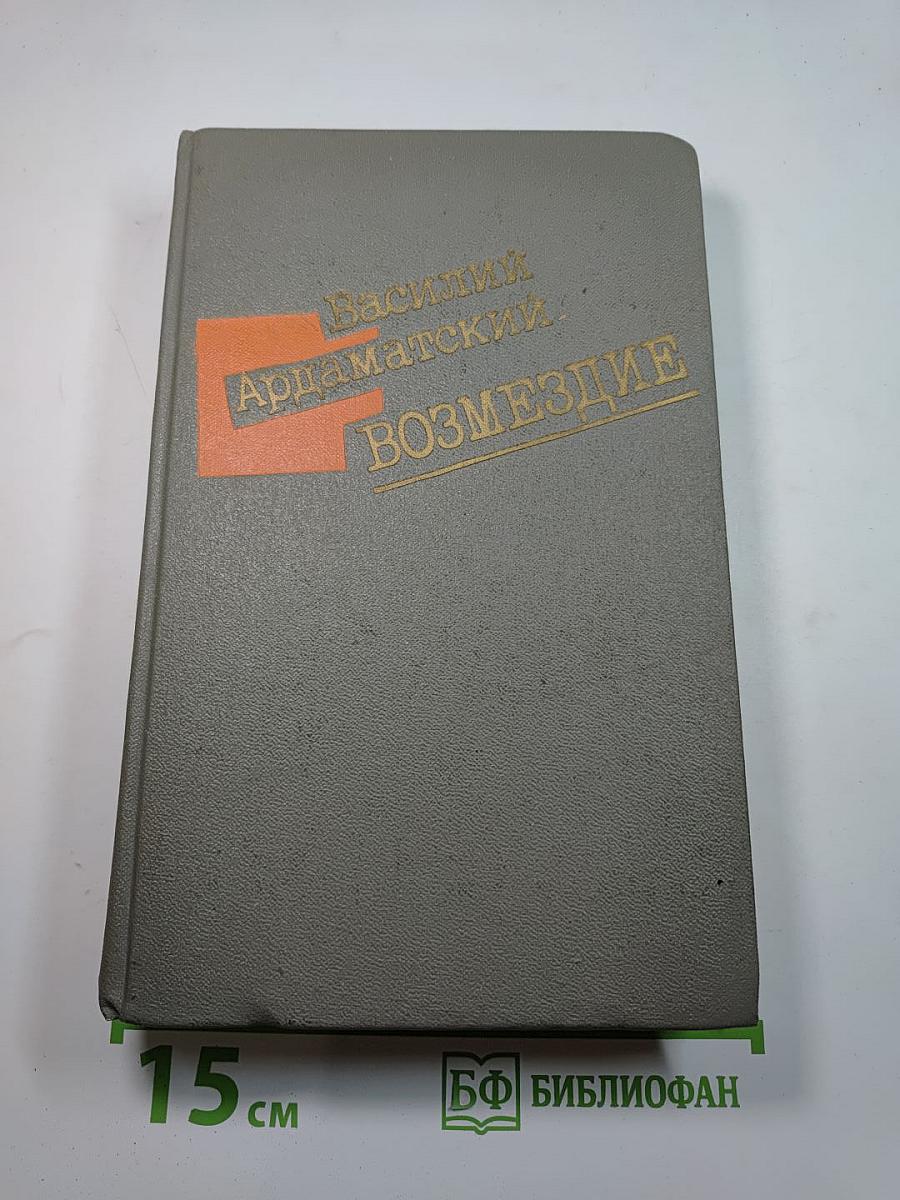 Василий
Ардаматский
ВОЗМЕЗДИЕ
15 см
БФ БИБЛИОФАН